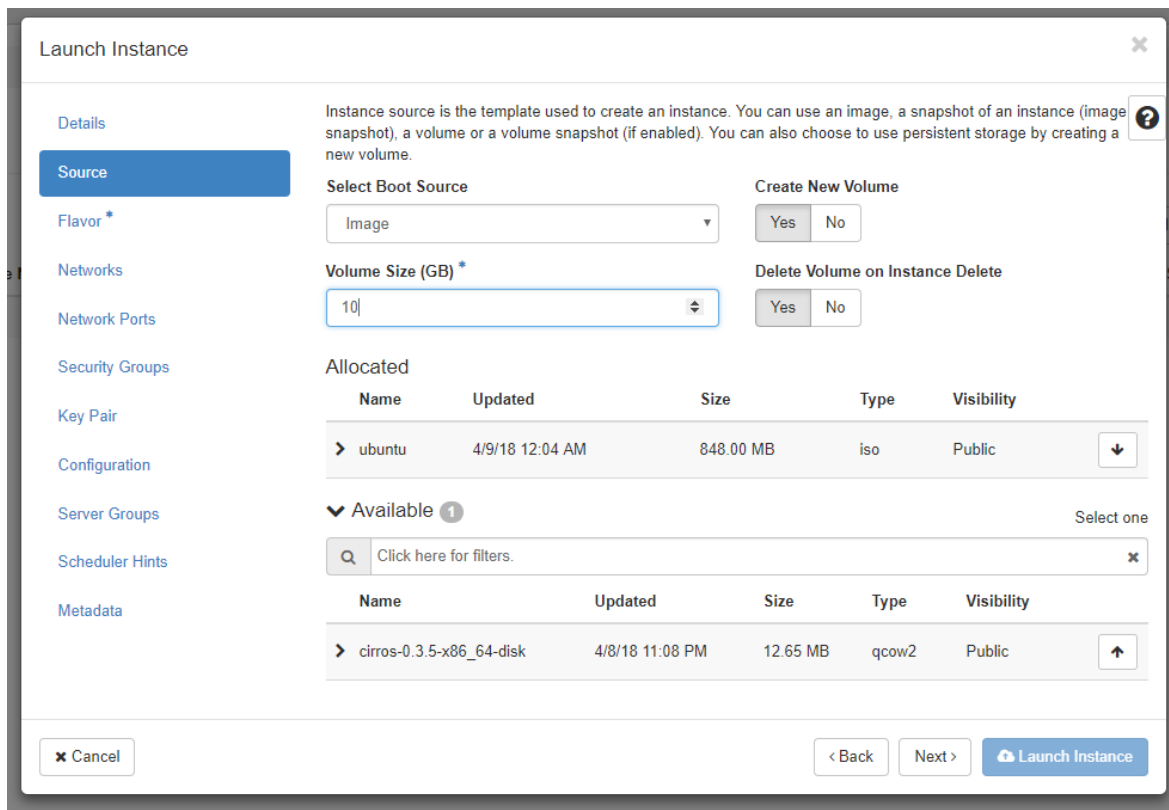 Launch Instance
Details
Source
Flavor *
Networks
Network Ports
Security Groups
Key Pair
Configuration
Server Groups
Scheduler Hints
Metadata
Instance source is the template used to create an instance. You can use an image, a snapshot of an instance (image
snapshot), a volume or a volume snapshot (if enabled). You can also choose to use persistent storage by creating a
new volume.
Select Boot Source
Create New Volume
Image
Yes No
Volume Size (GB) *
Delete Volume on Instance Delete
10
Yes No
Allocated
Name Updated Size Type Visibility
ubuntu 4/9/18 12:04 AM 848.00 MB iso Public
Available 1
Select one
Click here for filters.
Name Updated Size Type Visibility
cirros-0.3.5-x86_64-disk 4/8/18 11:08 PM 12.65 MB qcow2 Public
Cancel
< Back Next > Launch Instance